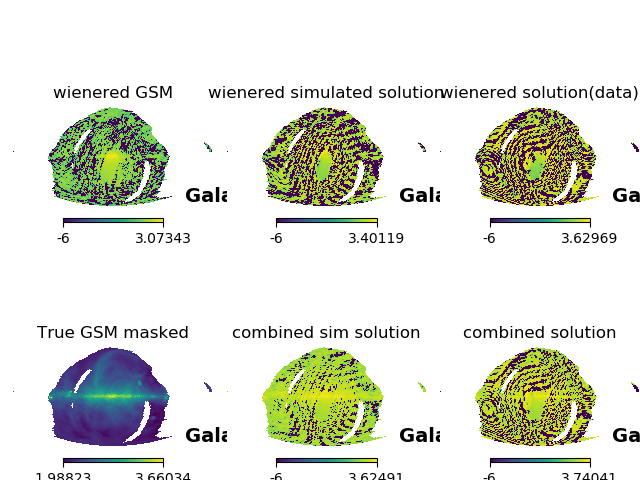 wienered GSM
wienered simulated solution
wienered solution(data)
Gala
Gala
Ga
-6 3.07343
-6 3.40119
-6 3.62969
True GSM masked
combined sim solution
combined solution
Gala
Gala
Ga
1.98823 3.66034
-6 3.62491
-6 3.74041